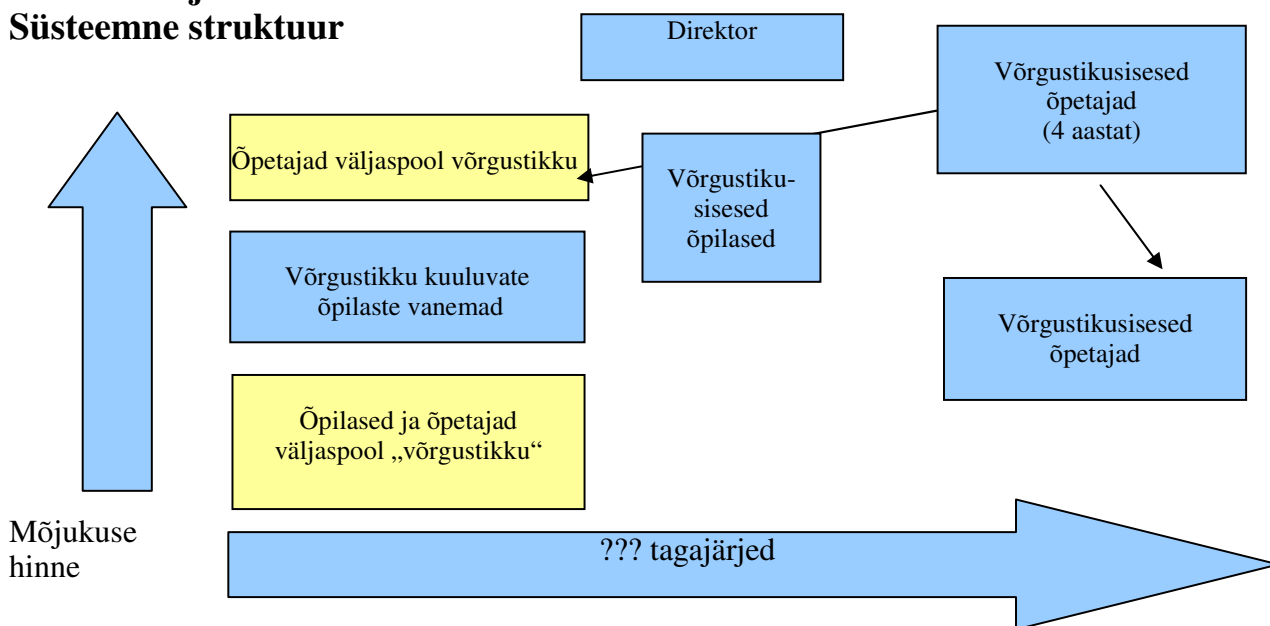 Süsteemne struktuur
Direktor
Võrgustikusisesed
õpetajad
(4 aastat)
Õpetajad väljaspool võrgustikku
Võrgustiku-
sisesed
õpilased
Võrgustikku kuuluvate
õpilaste vanemad
Võrgustikusisesed
õpetajad
Õpilased ja õpetajad
väljaspool „võrgustikku“
Mõjukuse
hinne
??? tagajärjed